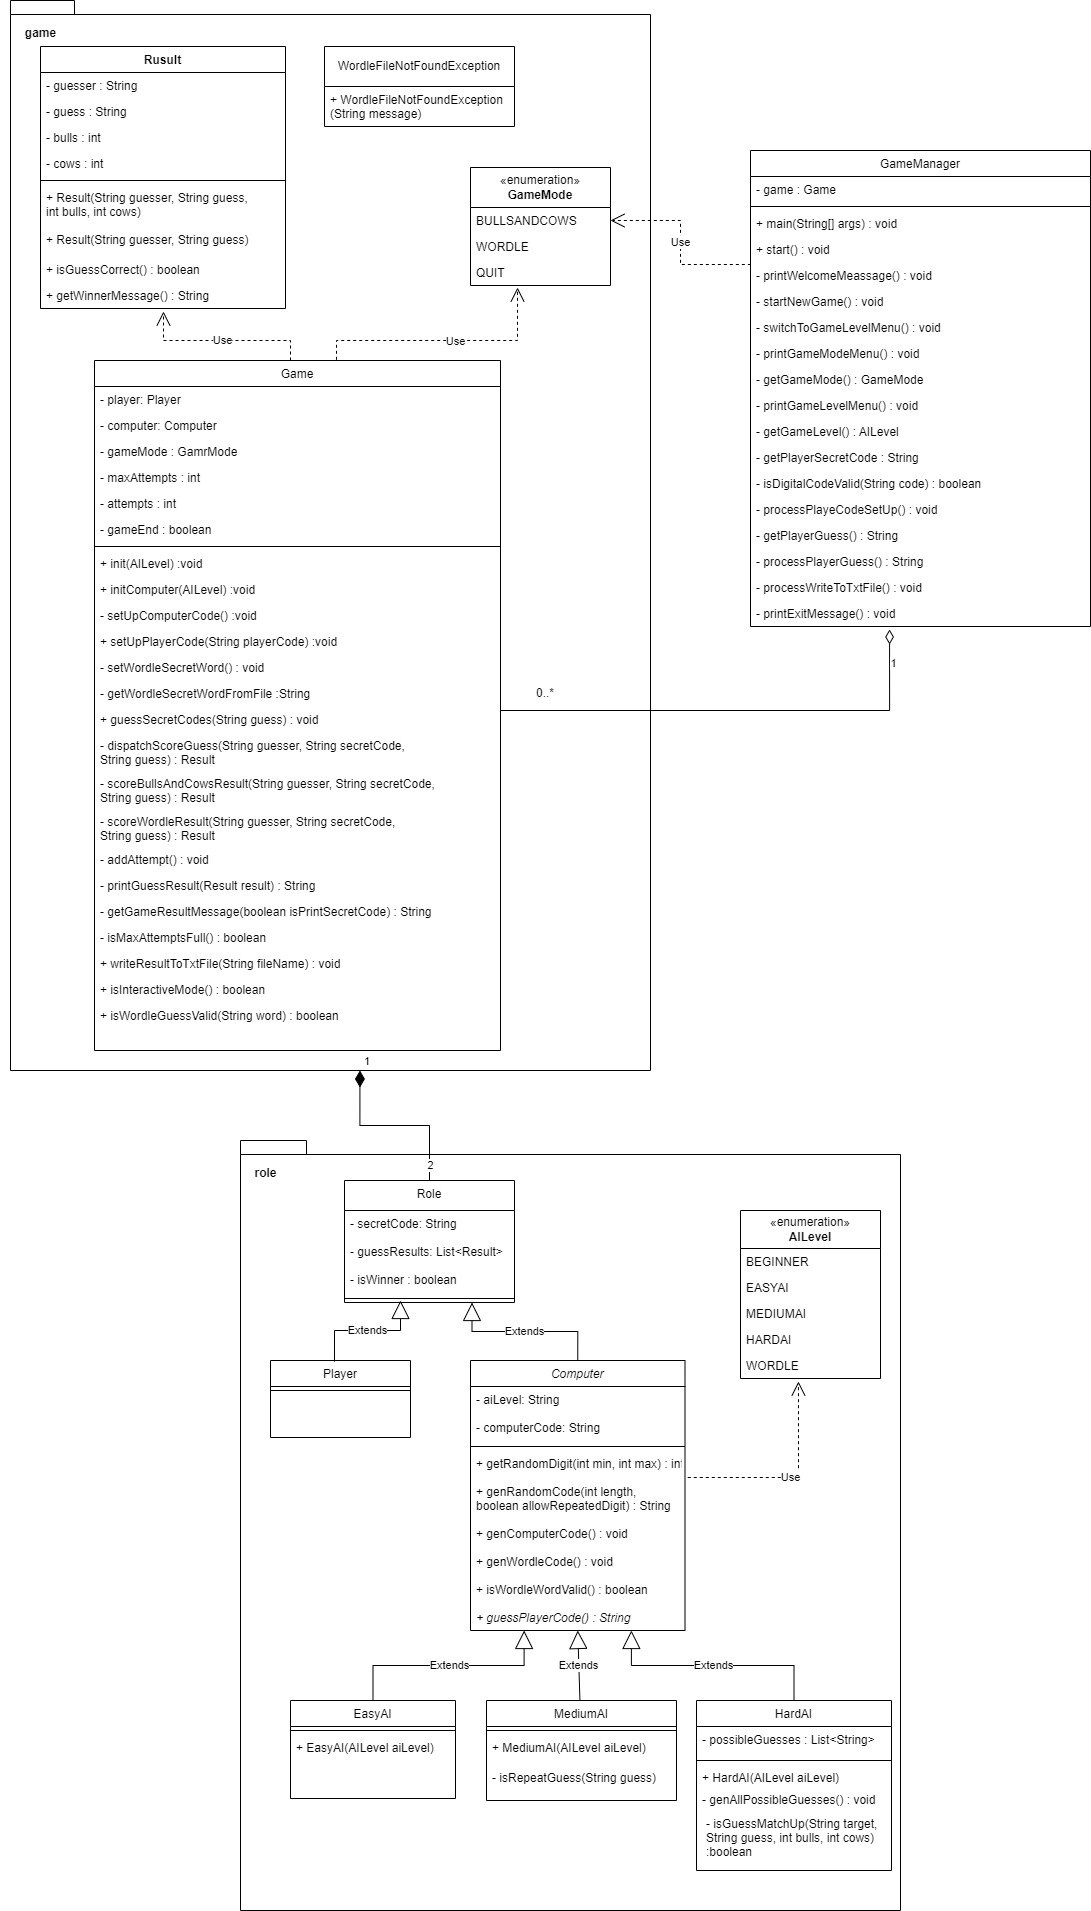 game
Rusult
- guesser : String
- guess : String
- bulls : int
- cows : int
+ Result(String guesser, String guess,
int bulls, int cows)
+ Result(String guesser, String guess)
+ isGuessCorrect() : boolean
+ getWinnerMessage() : String
WordleFileNotFoundException
+ WordleFileNotFoundException
(String message)
«enumeration»
GameMode
BULLSANDCOWS
WORDLE
QUIT
GameManager
- game : Game
+ main(String[] args) : void
+ start() : void
- printWelcomeMeassage() : void
- startNewGame() : void
- switchToGameLevelMenu() : void
- printGameModeMenu() : void
- getGameMode() : GameMode
- printGameLevelMenu() : void
- getGameLevel() : AILevel
- getPlayerSecretCode : String
- isDigitalCodeValid(String code) : boolean
- processPlayeCodeSetUp() : void
- getPlayerGuess() : String
- processPlayerGuess() : String
- processWriteToTxtFile() : void
- printExitMessage() : void
Use
Use
Use
Game
- player: Player
- computer: Computer
- gameMode : GamrMode
- maxAttempts : int
- attempts : int
- gameEnd : boolean
+ init(AILevel) :void
+ initComputer(AILevel) :void
- setUpComputerCode() :void
+ setUpPlayerCode(String playerCode) :void
- setWordleSecretWord() : void
- getWordleSecretWordFromFile :String
+ guessSecretCodes(String guess) : void
- dispatchScoreGuess(String guesser, String secretCode,
String guess) : Result
- scoreBullsAndCowsResult(String guesser, String secretCode,
String guess) : Result
- scoreWordleResult(String guesser, String secretCode,
String guess) : Result
- addAttempt() : void
- printGuessResult(Result result) : String
- getGameResultMessage(boolean isPrintSecretCode) : String
- isMaxAttemptsFull() : boolean
+ writeResultToTxtFile(String fileName) : void
+ isInteractiveMode() : boolean
+ isWordleGuessValid(String word) : boolean
1
0..*
1
2
role
Role
- secretCode: String
- guessResults: List<Result>
- isWinner : boolean
«enumeration»
AILevel
BEGINNER
EASYAI
MEDIUMAI
HARDAI
WORDLE
Extends
Extends
Player
Computer
- aiLevel: String
- computerCode: String
+ getRandomDigit(int min, int max) : int
+ genRandomCode(int length,
boolean allowRepeatedDigit) : String
+ genComputerCode() : void
+ genWordleCode() : void
+ isWordleWordValid() : boolean
+ guessPlayerCode() : String
Use
Extends
Extends
Extends
EasyAI
+ EasyAI(AILevel aiLevel)
MediumAI
+ MediumAI(AILevel aiLevel)
- isRepeatGuess(String guess)
HardAI
- possibleGuesses : List<String>
+ HardAI(AILevel aiLevel)
- genAllPossibleGuesses() : void
- isGuessMatchUp(String target,
String guess, int bulls, int cows)
:boolean